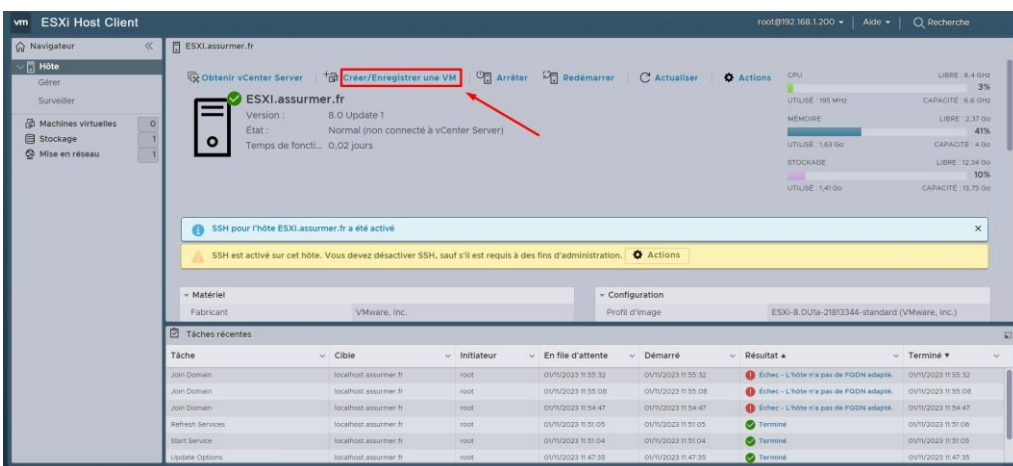 vm ESXi Host Client
root@192.168.1.200 | Aide | Recherche
Navigateur
Hôte
Gérer
Surveiller
Machines virtuelles 0
Stockage 1
Mise en réseau 1
ESXI.assurmer.fr
Obtenir vCenter Server | Créer/Enregistrer une VM | Arrêter Redémarrer | Actualiser | Actions
ESXI.assurmer.fr
Version : 8.0 Update 1
État : Normal (non connecté à vCenter Server)
Temps de foncti... 0,02 jours
CPU LIBRE : 6,4 GHz
3%
UTILISÉ : 195 MHz CAPACITÉ : 6,6 GHz
MÉMOIRE LIBRE : 2,37 Go
41%
UTILISÉ : 1,63 Go CAPACITÉ : 4 Go
STOCKAGE LIBRE : 12,34 Go
10%
UTILISÉ : 1,41 Go CAPACITÉ : 13,75 Go
SSH pour l'hôte ESXI.assurmer.fr a été activé
SSH est activé sur cet hôte. Vous devez désactiver SSH, sauf s'il est requis à des fins d'administration. Actions
Matériel
Fabricant VMware, Inc.
Configuration
Profil d'image ESXi-8.0U1a-21813344-standard (VMware, Inc.)
Tâches récentes
Tâche Cible Initiateur En file d'attente Démarré Résultat Terminé
Join Domain localhost.assurmer.fr root 01/11/2023 11:55:32 01/11/2023 11:55:32 Échec - L'hôte n'a pas de FQDN adapté. 01/11/2023 11:55:32
Join Domain localhost.assurmer.fr root 01/11/2023 11:55:08 01/11/2023 11:55:08 Échec - L'hôte n'a pas de FQDN adapté. 01/11/2023 11:55:08
Join Domain localhost.assurmer.fr root 01/11/2023 11:54:47 01/11/2023 11:54:47 Échec - L'hôte n'a pas de FQDN adapté. 01/11/2023 11:54:47
Refresh Services localhost.assurmer.fr root 01/11/2023 11:51:05 01/11/2023 11:51:05 Terminé 01/11/2023 11:51:06
Start Service localhost.assurmer.fr root 01/11/2023 11:51:04 01/11/2023 11:51:04 Terminé 01/11/2023 11:51:05
Update Options localhost.assurmer.fr root 01/11/2023 11:47:35 01/11/2023 11:47:35 Terminé 01/11/2023 11:47:35